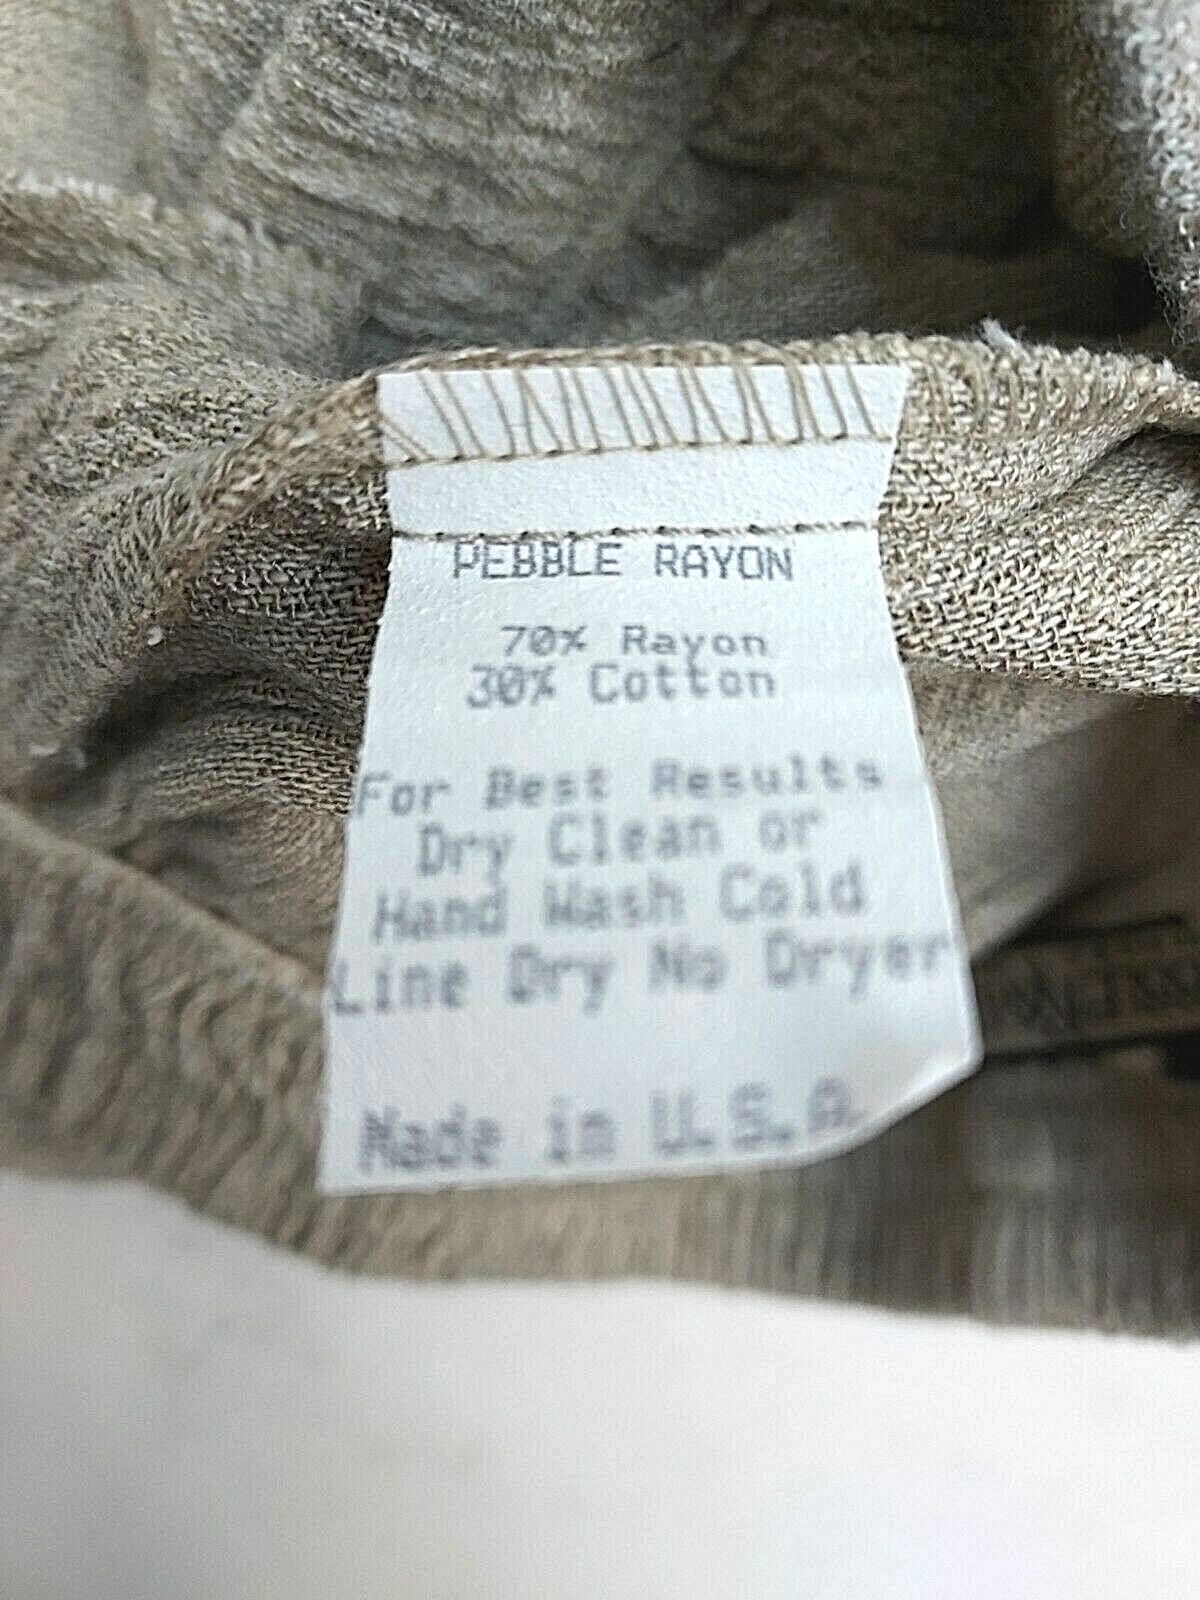 PEBBLE RAYON
70% Rayon
30% Cotton
For Best Results
Dry Clean or
Hand Wash Cold
Line Dry No Dryer
Made in U.S.A.